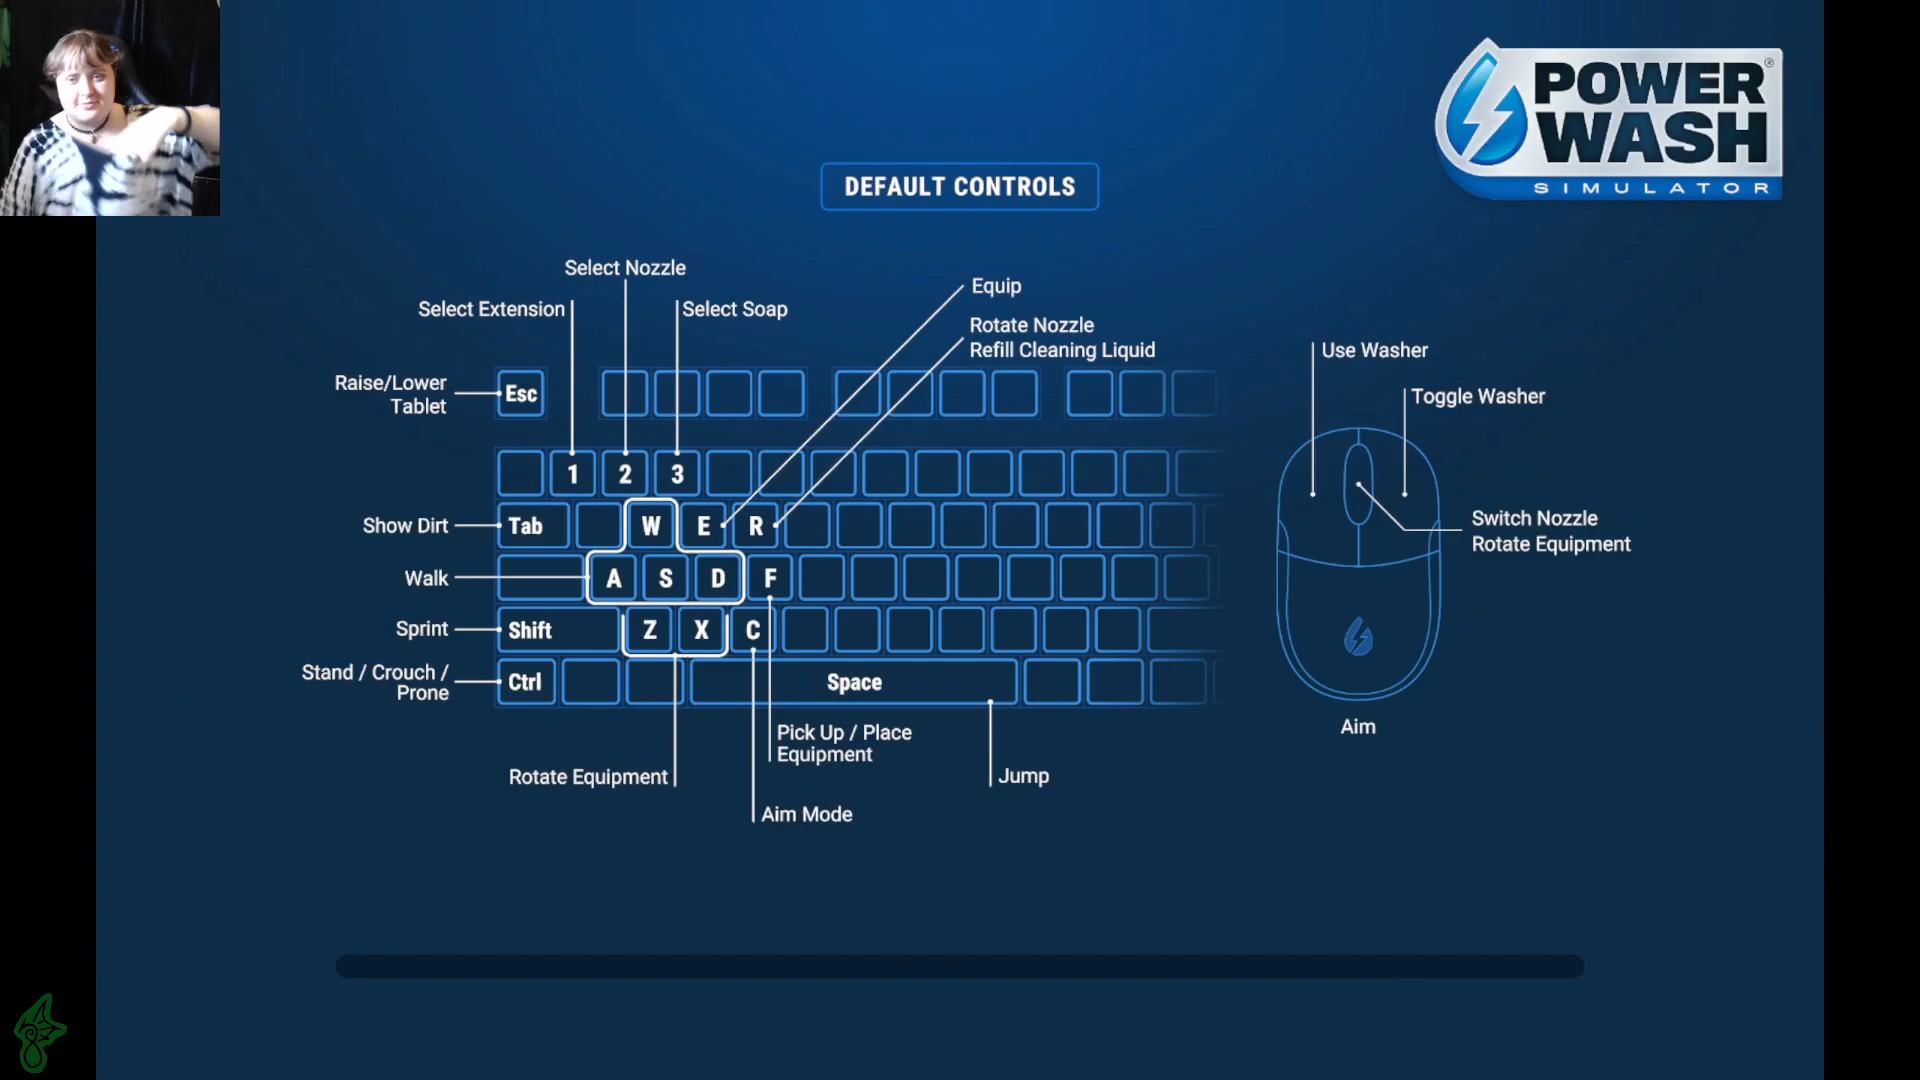 POWER
WASH
SIMULATOR
®
DEFAULT CONTROLS
Select Nozzle
Select Extension
Select Soap
Equip
Rotate Nozzle
Refill Cleaning Liquid
Use Washer
Raise/Lower
Tablet
Esc
Toggle Washer
1 2 3
Show Dirt
Tab W E R
Switch Nozzle
Rotate Equipment
Walk
A S D F
Sprint
Shift Z X C
Stand / Crouch /
Prone
Ctrl Space
Aim
Pick Up / Place
Equipment
Rotate Equipment
Jump
Aim Mode